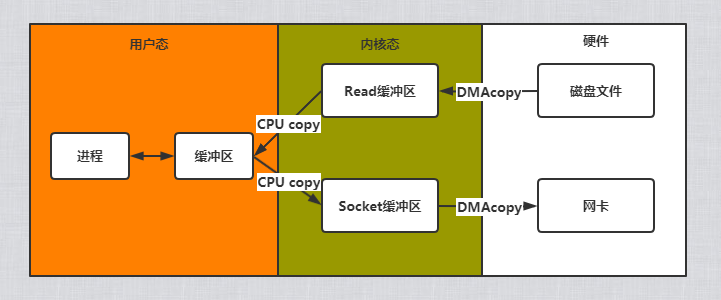 用户态
内核态
硬件
Read缓冲区
DMAcopy
磁盘文件
CPU copy
进程
缓冲区
CPU copy
Socket缓冲区
DMAcopy
网卡